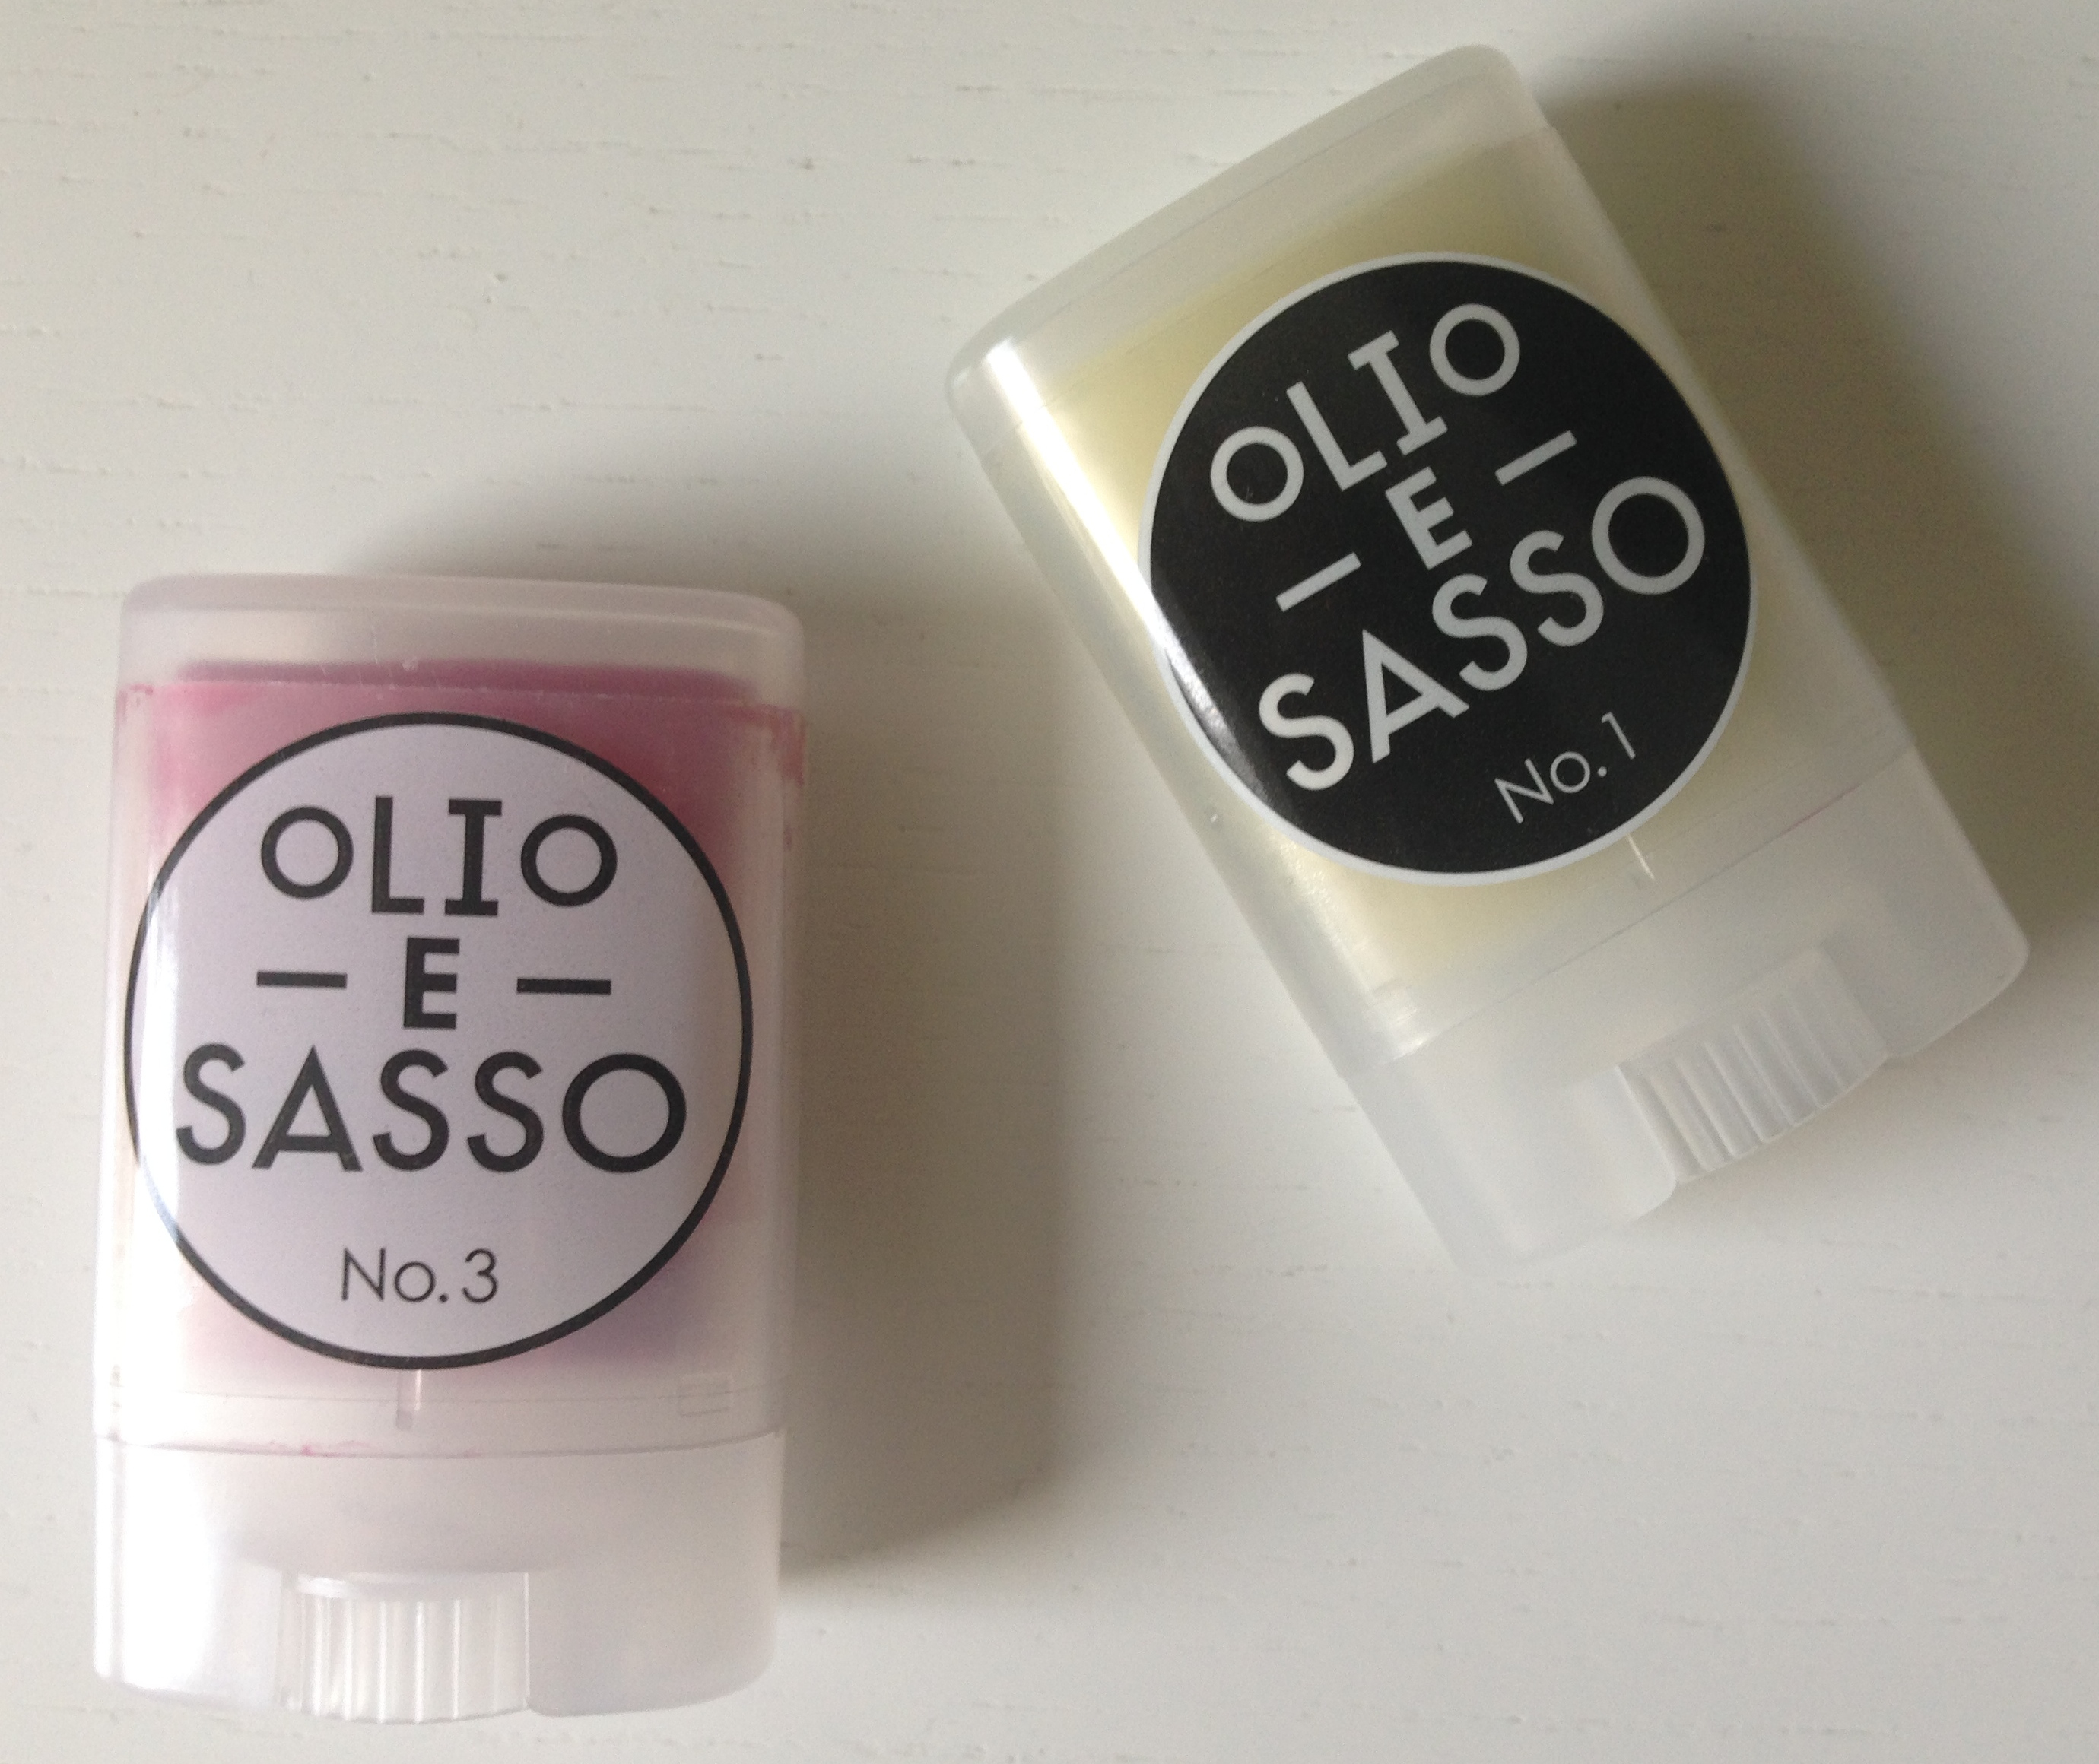 OLIO
— E —
SASSO
No. 3
OLIO
— E —
SASSO
No. 1